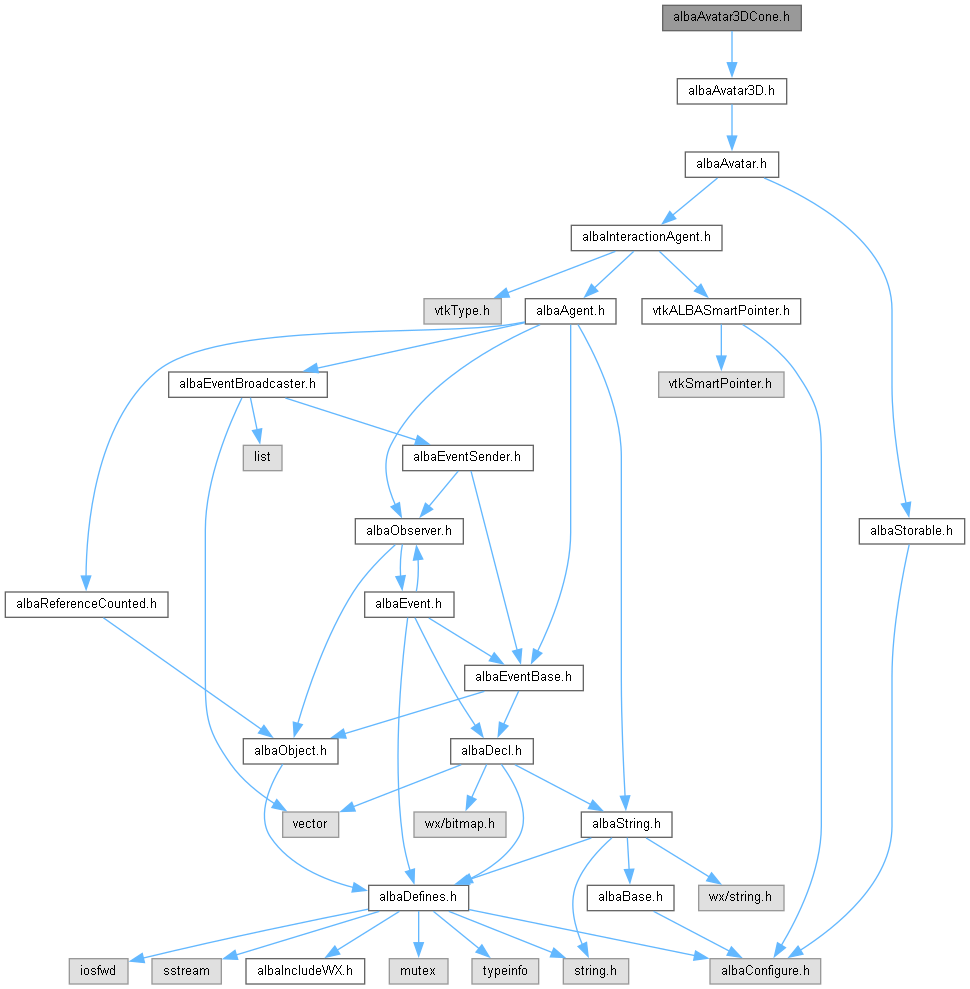 albaAvatar3DCone.h
albaAvatar3D.h
albaAvatar.h
albaInteractionAgent.h
vtkType.h
albaAgent.h
vtkALBASmartPointer.h
albaEventBroadcaster.h
vtkSmartPointer.h
list
albaEventSender.h
albaObserver.h
albaStorable.h
albaReferenceCounted.h
albaEvent.h
albaEventBase.h
albaObject.h
albaDecl.h
vector
wx/bitmap.h
albaString.h
albaDefines.h
albaBase.h
wx/string.h
iosfwd
sstream
albaIncludeWX.h
mutex
typeinfo
string.h
albaConfigure.h